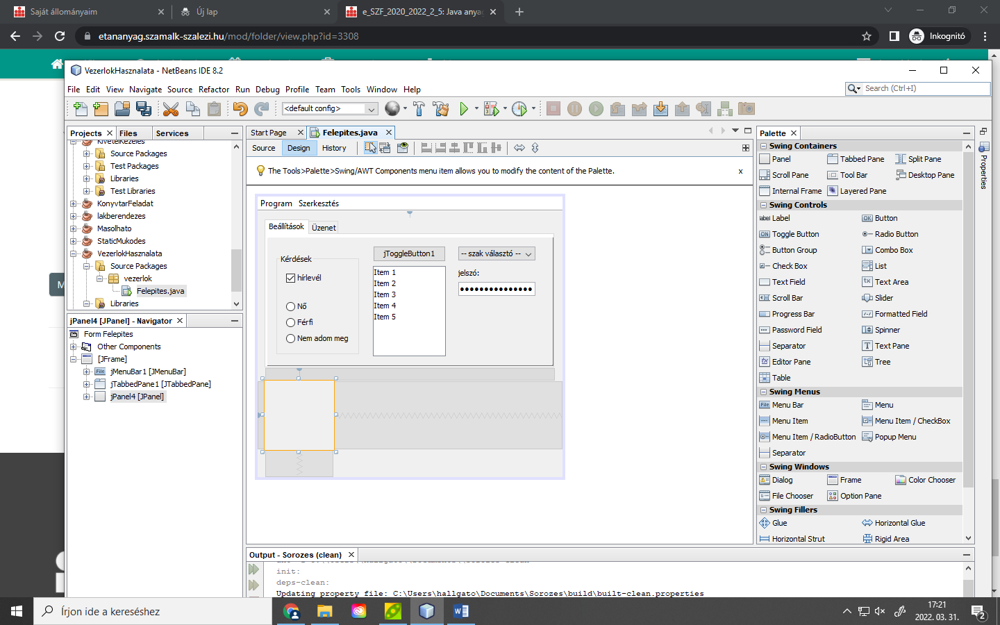 Saját állományaim
Új lap
e_SZF_2020_2022_2_5: Java anyag
etananyag.szamalk-szalezi.hu/mod/folder/view.php?id=3308
Inkognitó
VezerlokHasznalata - NetBeans IDE 8.2
File Edit View Navigate Source Refactor Run Debug Profile Team Tools Window Help
Search (Ctrl+I)
<default config>
Projects Files Services
KivetelKezeles
Source Packages
Test Packages
Libraries
Test Libraries
KonyvtarFeladat
lakberendezes
Masolhato
StaticMukodes
VezerlokHasznalata
Source Packages
vezerlok
Felepites.java
Libraries
jPanel4 [JPanel] - Navigator
Form Felepites
Other Components
[JFrame]
jMenuBar1 [JMenuBar]
jTabbedPane1 [JTabbedPane]
jPanel4 [JPanel]
Start Page Felepites.java
Source Design History
The Tools>Palette>Swing/AWT Components menu item allows you to modify the content of the Palette.
x
Program Szerkesztés
Beállítások Üzenet
Kérdések
hírlevél
Nő
Férfi
Nem adom meg
jToggleButton1
Item 1
Item 2
Item 3
Item 4
Item 5
-- szak választó --
jelszó:
Palette
Swing Containers
Panel Tabbed Pane Split Pane
Scroll Pane Tool Bar Desktop Pane
Internal Frame Layered Pane
Swing Controls
Label Button
Toggle Button Radio Button
Button Group Combo Box
Check Box List
Text Field Text Area
Scroll Bar Slider
Progress Bar Formatted Field
Password Field Spinner
Separator Text Pane
Editor Pane Tree
Table
Swing Menus
Menu Bar Menu
Menu Item Menu Item / CheckBox
Menu Item / RadioButton Popup Menu
Separator
Swing Windows
Dialog Frame Color Chooser
File Chooser Option Pane
Swing Fillers
Glue Horizontal Glue
Horizontal Strut Rigid Area
Properties
Output - Sorozes (clean)
init:
deps-clean:
Updating property file: C:\Users\hallgato\Documents\Sorozes\build\built-clean.properties
Írjon ide a kereséshez
17:21
2022. 03. 31.
2